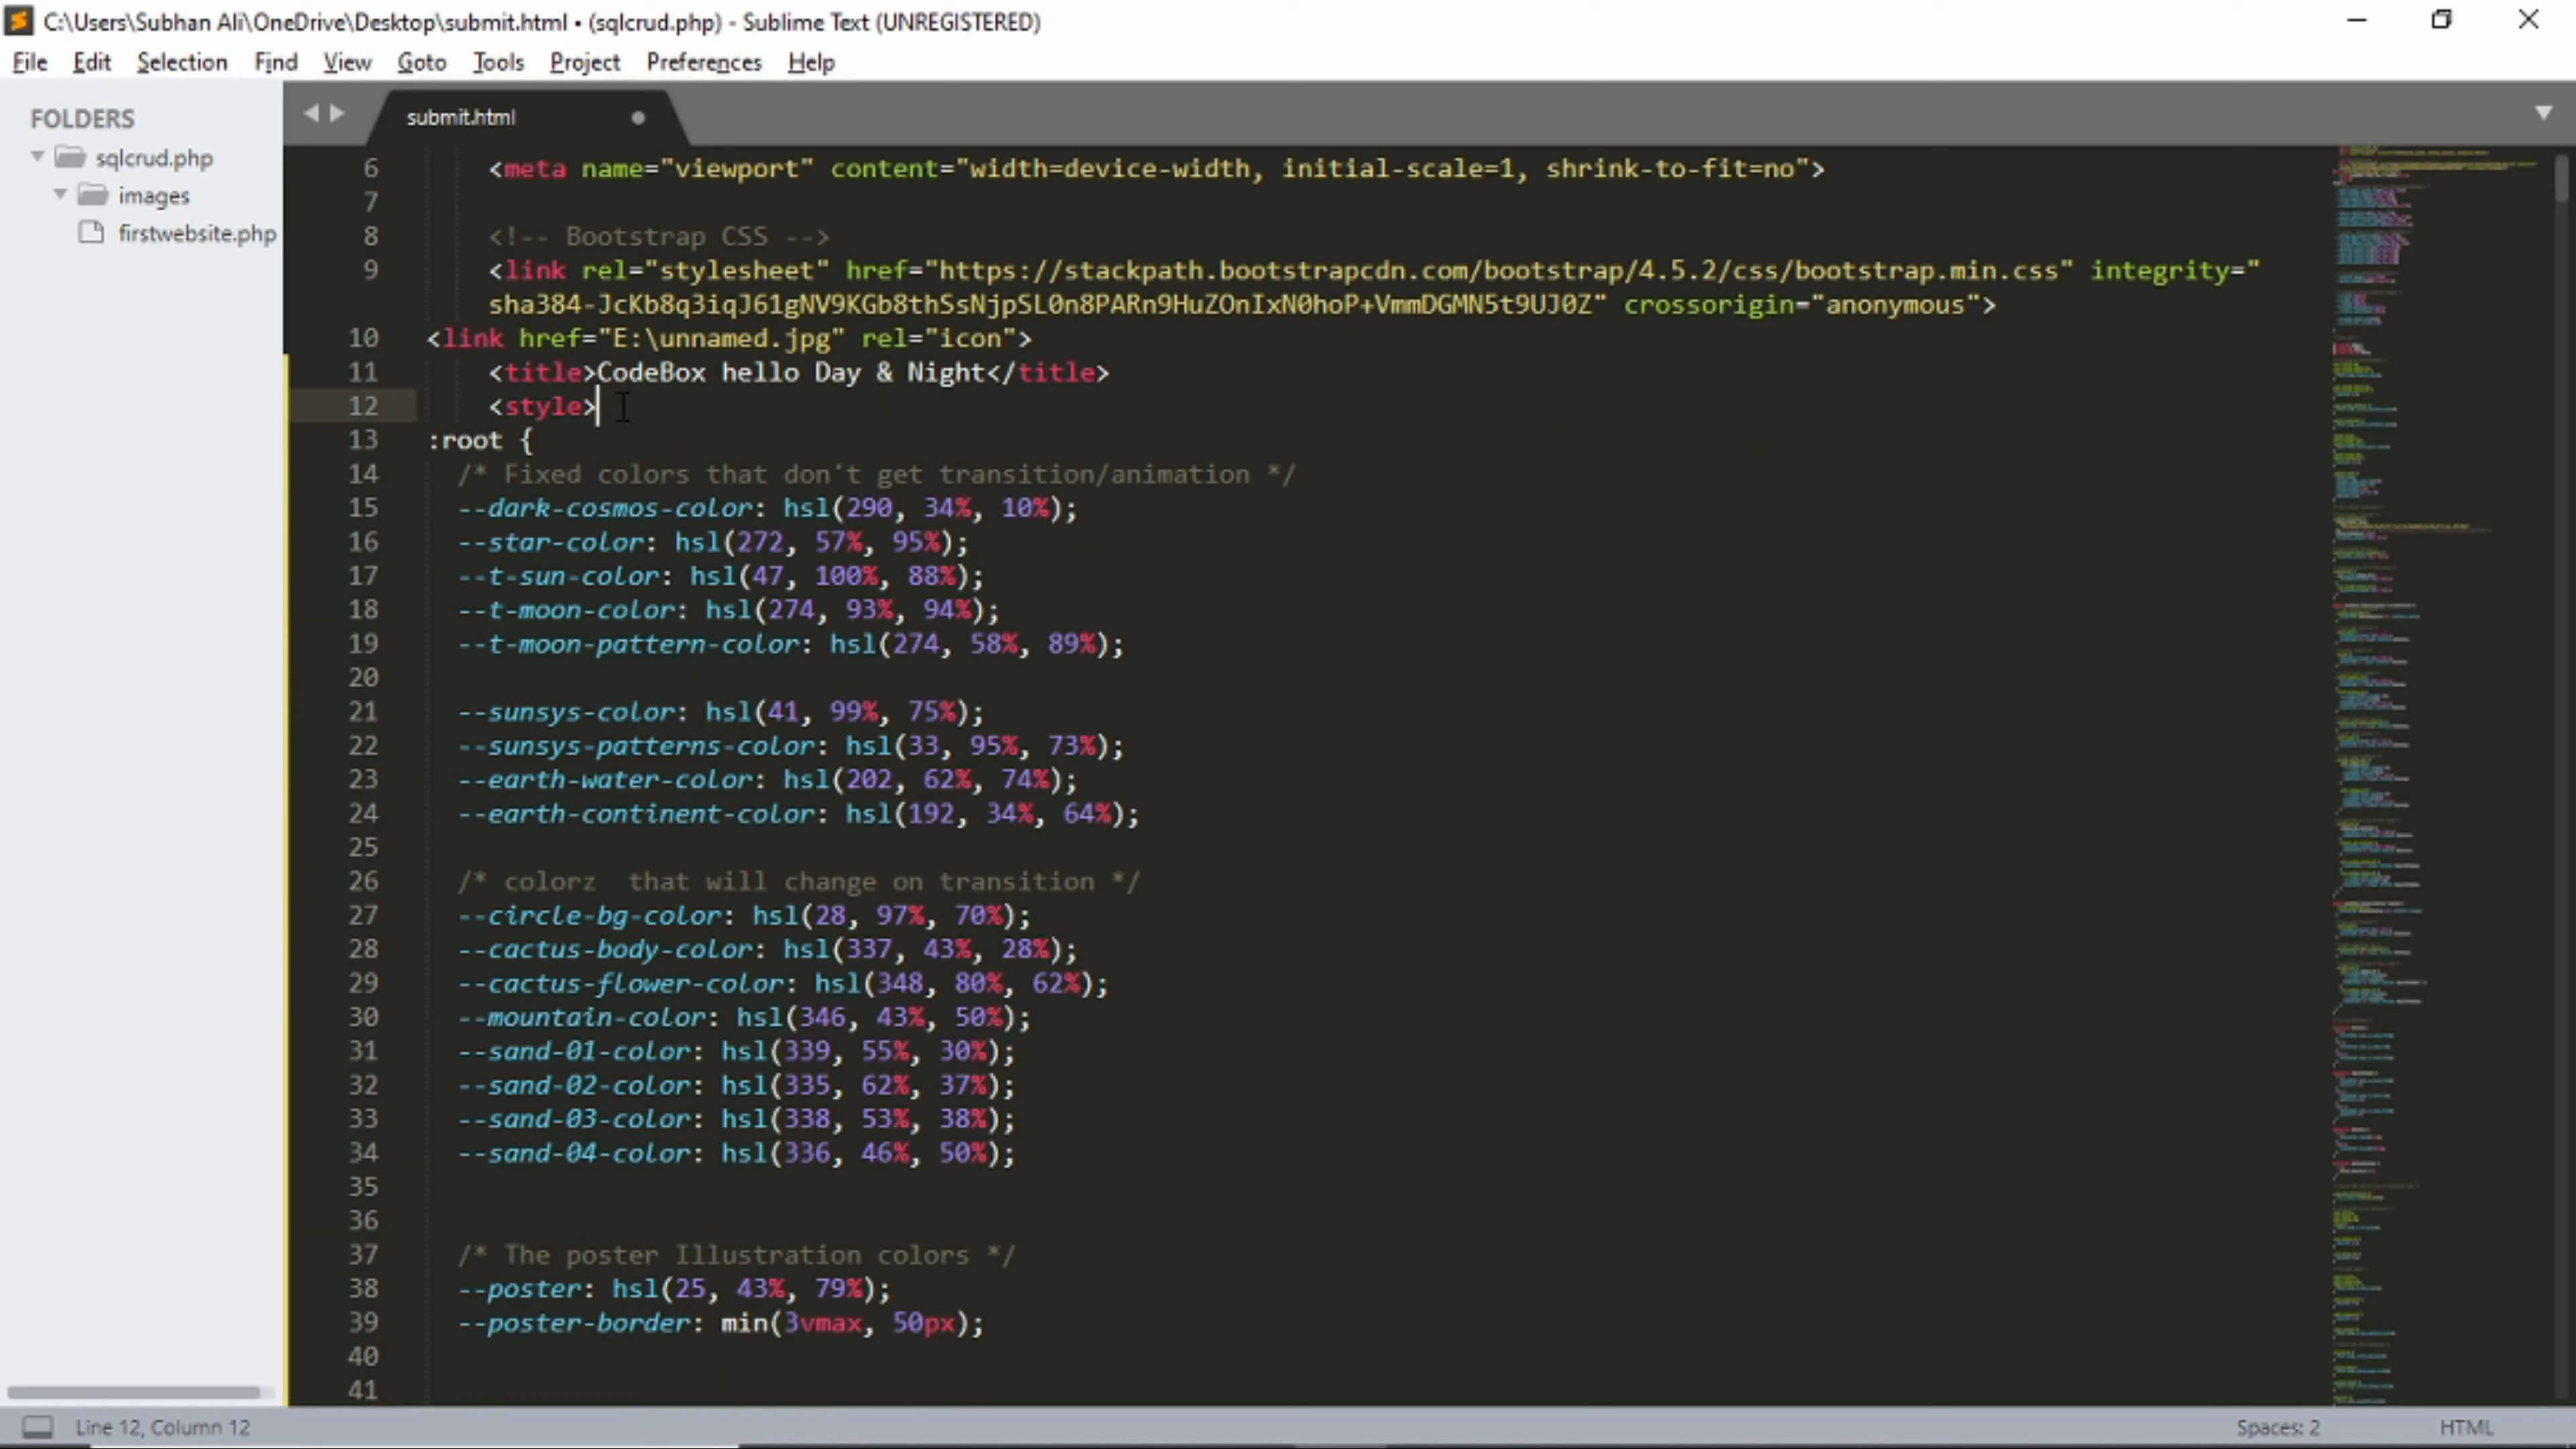 C:\Users\Subhan Ali\OneDrive\Desktop\submit.html • (sqlcrud.php) - Sublime Text (UNREGISTERED)
File Edit Selection Find View Goto Tools Project Preferences Help
FOLDERS
sqlcrud.php
images
firstwebsite.php
submit.html
6 <meta name="viewport" content="width=device-width, initial-scale=1, shrink-to-fit=no">
7
8 <!-- Bootstrap CSS -->
9 <link rel="stylesheet" href="https://stackpath.bootstrapcdn.com/bootstrap/4.5.2/css/bootstrap.min.css" integrity="
sha384-JcKb8q3iqJ61gNV9KGb8thSsNjpSL0n8PARn9HuZOnIxN0hoP+VmmDGMN5t9UJ0Z" crossorigin="anonymous">
10 <link href="E:\unnamed.jpg" rel="icon">
11 <title>CodeBox hello Day & Night</title>
12 <style>
13 :root {
14 /* Fixed colors that don't get transition/animation */
15 --dark-cosmos-color: hsl(290, 34%, 10%);
16 --star-color: hsl(272, 57%, 95%);
17 --t-sun-color: hsl(47, 100%, 88%);
18 --t-moon-color: hsl(274, 93%, 94%);
19 --t-moon-pattern-color: hsl(274, 58%, 89%);
20
21 --sunsys-color: hsl(41, 99%, 75%);
22 --sunsys-patterns-color: hsl(33, 95%, 73%);
23 --earth-water-color: hsl(202, 62%, 74%);
24 --earth-continent-color: hsl(192, 34%, 64%);
25
26 /* colorz  that will change on transition */
27 --circle-bg-color: hsl(28, 97%, 70%);
28 --cactus-body-color: hsl(337, 43%, 28%);
29 --cactus-flower-color: hsl(348, 80%, 62%);
30 --mountain-color: hsl(346, 43%, 50%);
31 --sand-01-color: hsl(339, 55%, 30%);
32 --sand-02-color: hsl(335, 62%, 37%);
33 --sand-03-color: hsl(338, 53%, 38%);
34 --sand-04-color: hsl(336, 46%, 50%);
35
36
37 /* The poster Illustration colors */
38 --poster: hsl(25, 43%, 79%);
39 --poster-border: min(3vmax, 50px);
40
41
Line 12, Column 12
Spaces: 2
HTML